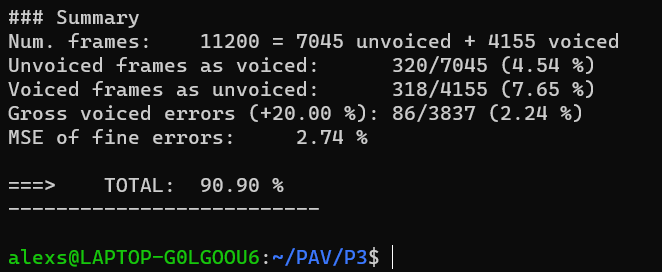 ### Summary
Num. frames:    11200 = 7045 unvoiced + 4155 voiced
Unvoiced frames as voiced:      320/7045 (4.54 %)
Voiced frames as unvoiced:      318/4155 (7.65 %)
Gross voiced errors (+20.00 %): 86/3837 (2.24 %)
MSE of fine errors:     2.74 %
===>    TOTAL:  90.90 %
--------------------------
alexs@LAPTOP-G0LGOOU6:~/PAV/P3$